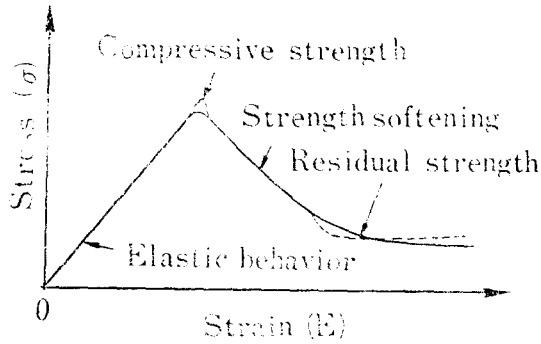 Compressive strength
Strength softening
Residual strength
Elastic behavior
Stress (σ)
0
Strain (E)